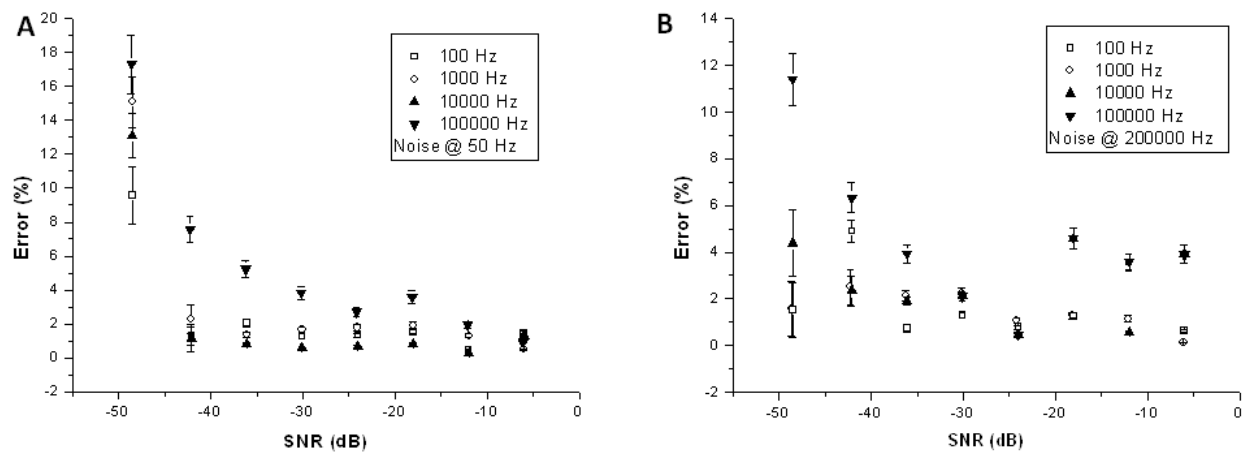 A
20
18
16
14
12
10
8
6
4
2
0
-2
Error (%)
100 Hz
1000 Hz
10000 Hz
100000 Hz
Noise @ 50 Hz
-50 -40 -30 -20 -10 0
SNR (dB)
B
14
12
10
8
6
4
2
0
-2
Error (%)
100 Hz
1000 Hz
10000 Hz
100000 Hz
Noise @ 200000 Hz
-50 -40 -30 -20 -10 0
SNR (dB)